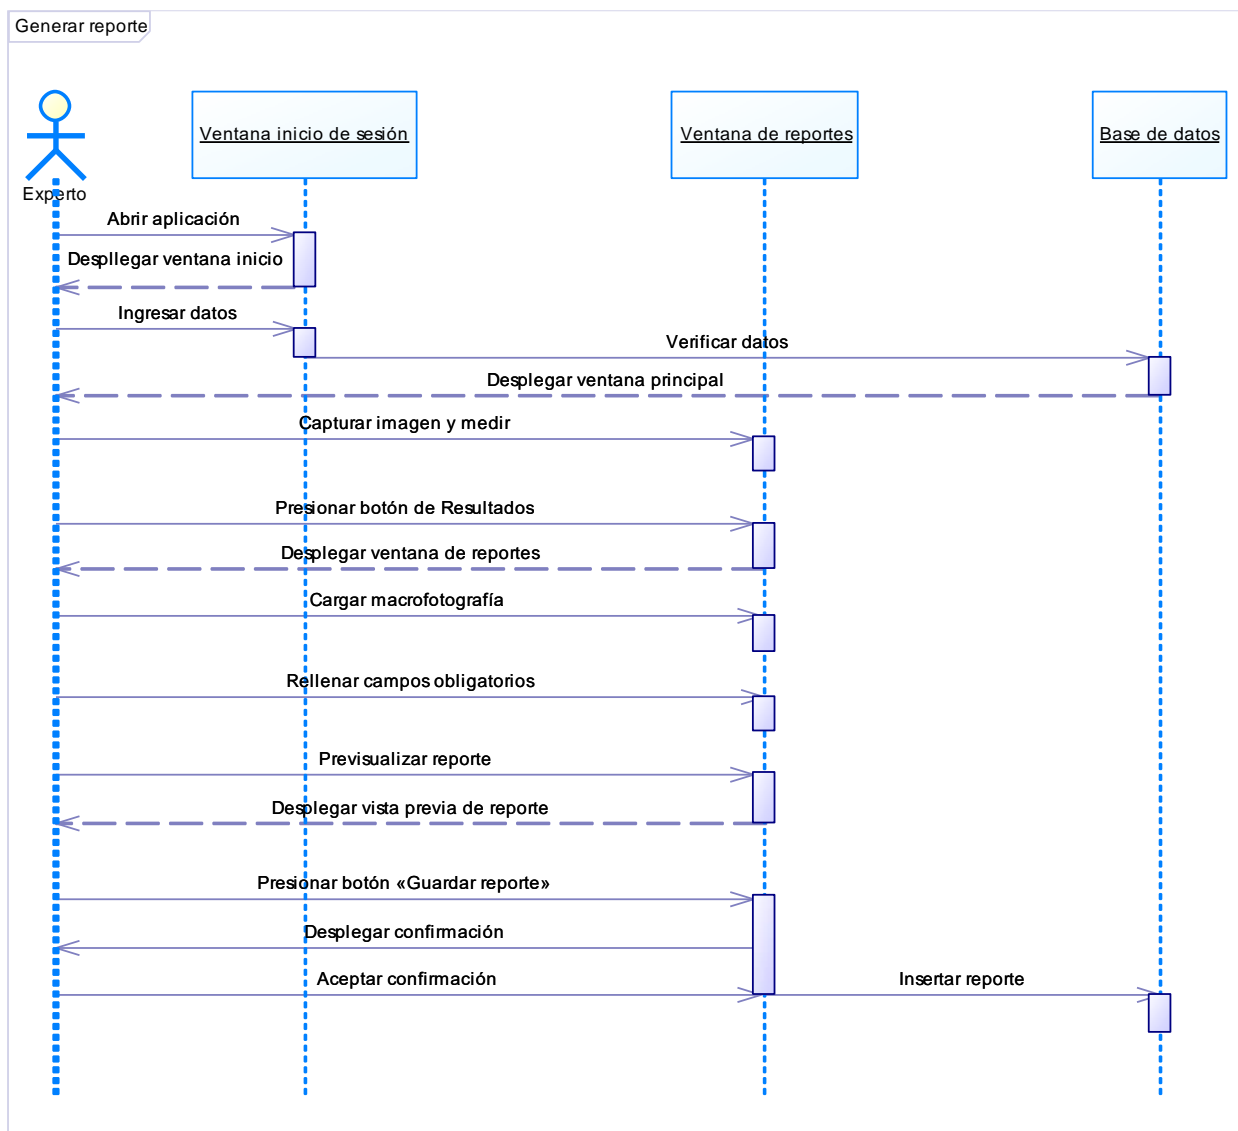 Generar reporte
Ventana inicio de sesión
Ventana de reportes
Base de datos
Experto
Abrir aplicación
Despllegar ventana inicio
Ingresar datos
Verificar datos
Desplegar ventana principal
Capturar imagen y medir
Presionar botón de Resultados
Desplegar ventana de reportes
Cargar macrofotografía
Rellenar campos obligatorios
Previsualizar reporte
Desplegar vista previa de reporte
Presionar botón «Guardar reporte»
Desplegar confirmación
Aceptar confirmación
Insertar reporte